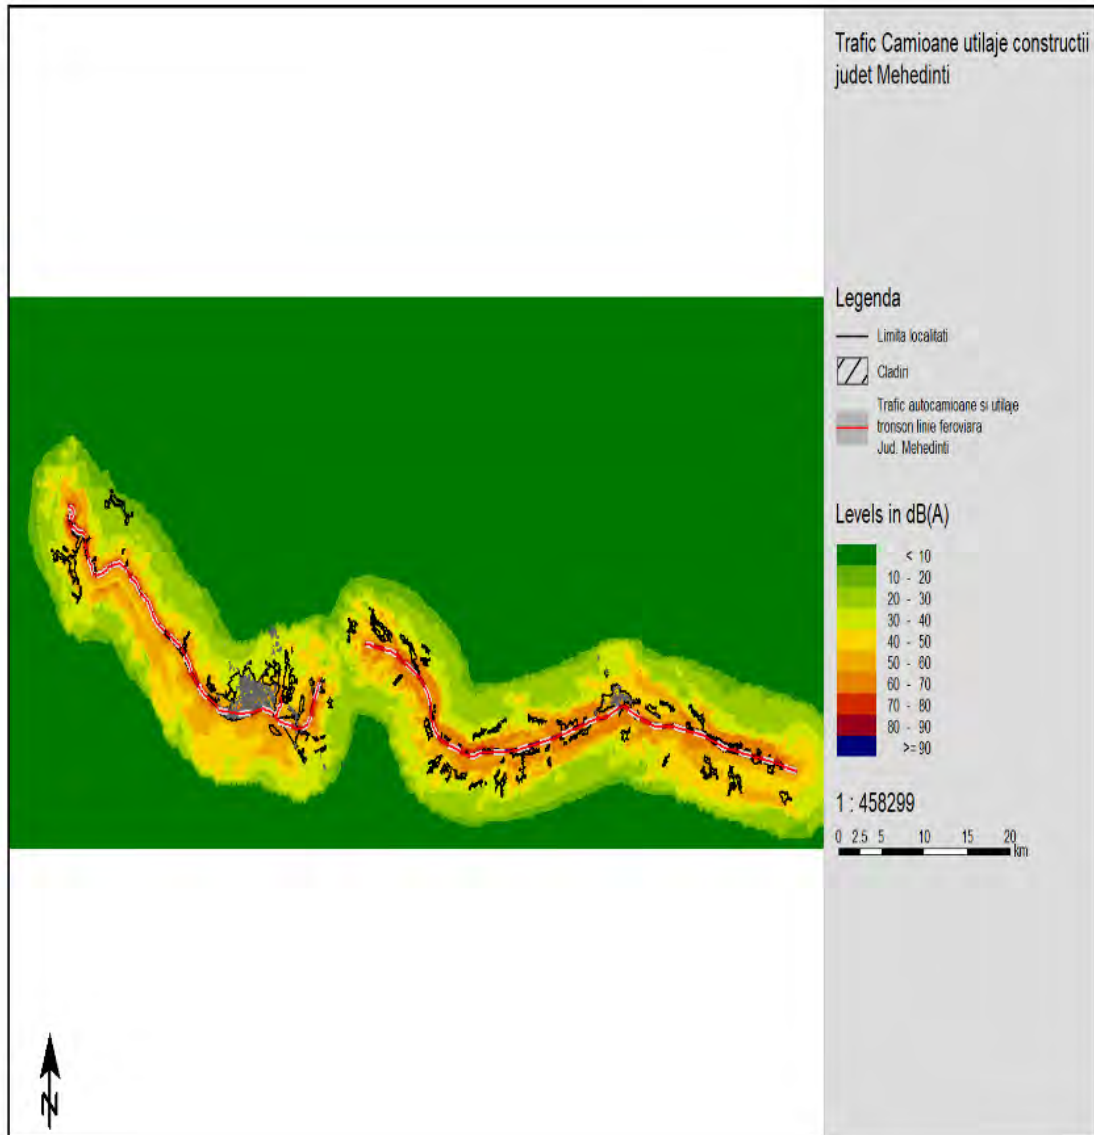 Trafic Camioane utilaje constructii
judet Mehedinti
Legenda
Limita localitati
Cladiri
Trafic autocamioane si utilaje
tronson linie feroviara
Jud. Mehedinti
Levels in dB(A)
< 10
10 - 20
20 - 30
30 - 40
40 - 50
50 - 60
60 - 70
70 - 80
80 - 90
>= 90
1 : 458299
0 2.5 5 10 15 20
km
N